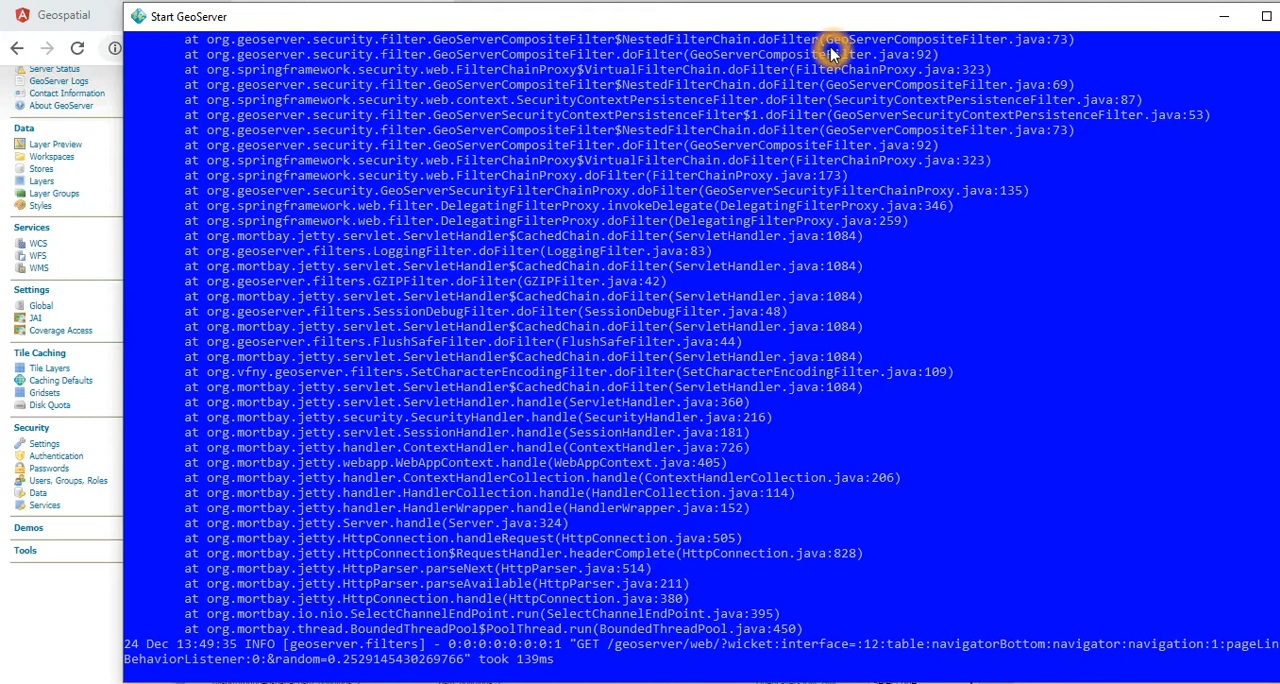 Geospatial
Start GeoServer
Server Status
GeoServer Logs
Contact Information
About GeoServer
Data
Layer Preview
Workspaces
Stores
Layers
Layer Groups
Styles
Services
WCS
WFS
WMS
Settings
Global
JAI
Coverage Access
Tile Caching
Tile Layers
Caching Defaults
Gridsets
Disk Quota
Security
Settings
Authentication
Passwords
Users, Groups, Roles
Data
Services
Demos
Tools
at org.geoserver.security.filter.GeoServerCompositeFilter$NestedFilterChain.doFilter(GeoServerCompositeFilter.java:73)
at org.geoserver.security.filter.GeoServerCompositeFilter.doFilter(GeoServerCompositeFilter.java:92)
at org.springframework.security.web.FilterChainProxy$VirtualFilterChain.doFilter(FilterChainProxy.java:323)
at org.geoserver.security.filter.GeoServerCompositeFilter$NestedFilterChain.doFilter(GeoServerCompositeFilter.java:69)
at org.springframework.security.web.context.SecurityContextPersistenceFilter.doFilter(SecurityContextPersistenceFilter.java:87)
at org.geoserver.security.filter.GeoServerSecurityContextPersistenceFilter$1.doFilter(GeoServerSecurityContextPersistenceFilter.java:53)
at org.geoserver.security.filter.GeoServerCompositeFilter$NestedFilterChain.doFilter(GeoServerCompositeFilter.java:73)
at org.geoserver.security.filter.GeoServerCompositeFilter.doFilter(GeoServerCompositeFilter.java:92)
at org.springframework.security.web.FilterChainProxy$VirtualFilterChain.doFilter(FilterChainProxy.java:323)
at org.springframework.security.web.FilterChainProxy.doFilter(FilterChainProxy.java:173)
at org.geoserver.security.GeoServerSecurityFilterChainProxy.doFilter(GeoServerSecurityFilterChainProxy.java:135)
at org.springframework.web.filter.DelegatingFilterProxy.invokeDelegate(DelegatingFilterProxy.java:346)
at org.springframework.web.filter.DelegatingFilterProxy.doFilter(DelegatingFilterProxy.java:259)
at org.mortbay.jetty.servlet.ServletHandler$CachedChain.doFilter(ServletHandler.java:1084)
at org.geoserver.filters.LoggingFilter.doFilter(LoggingFilter.java:83)
at org.mortbay.jetty.servlet.ServletHandler$CachedChain.doFilter(ServletHandler.java:1084)
at org.geoserver.filters.GZIPFilter.doFilter(GZIPFilter.java:42)
at org.mortbay.jetty.servlet.ServletHandler$CachedChain.doFilter(ServletHandler.java:1084)
at org.geoserver.filters.SessionDebugFilter.doFilter(SessionDebugFilter.java:48)
at org.mortbay.jetty.servlet.ServletHandler$CachedChain.doFilter(ServletHandler.java:1084)
at org.geoserver.filters.FlushSafeFilter.doFilter(FlushSafeFilter.java:44)
at org.mortbay.jetty.servlet.ServletHandler$CachedChain.doFilter(ServletHandler.java:1084)
at org.vfny.geoserver.filters.SetCharacterEncodingFilter.doFilter(SetCharacterEncodingFilter.java:109)
at org.mortbay.jetty.servlet.ServletHandler$CachedChain.doFilter(ServletHandler.java:1084)
at org.mortbay.jetty.servlet.ServletHandler.handle(ServletHandler.java:360)
at org.mortbay.jetty.security.SecurityHandler.handle(SecurityHandler.java:216)
at org.mortbay.jetty.servlet.SessionHandler.handle(SessionHandler.java:181)
at org.mortbay.jetty.handler.ContextHandler.handle(ContextHandler.java:726)
at org.mortbay.jetty.webapp.WebAppContext.handle(WebAppContext.java:405)
at org.mortbay.jetty.handler.ContextHandlerCollection.handle(ContextHandlerCollection.java:206)
at org.mortbay.jetty.handler.HandlerCollection.handle(HandlerCollection.java:114)
at org.mortbay.jetty.handler.HandlerWrapper.handle(HandlerWrapper.java:152)
at org.mortbay.jetty.Server.handle(Server.java:324)
at org.mortbay.jetty.HttpConnection.handleRequest(HttpConnection.java:505)
at org.mortbay.jetty.HttpConnection$RequestHandler.headerComplete(HttpConnection.java:828)
at org.mortbay.jetty.HttpParser.parseNext(HttpParser.java:514)
at org.mortbay.jetty.HttpParser.parseAvailable(HttpParser.java:211)
at org.mortbay.jetty.HttpConnection.handle(HttpConnection.java:380)
at org.mortbay.io.nio.SelectChannelEndPoint.run(SelectChannelEndPoint.java:395)
at org.mortbay.thread.BoundedThreadPool$PoolThread.run(BoundedThreadPool.java:450)
24 Dec 13:49:35 INFO [geoserver.filters] - 0:0:0:0:0:0:0:1 "GET /geoserver/web/?wicket:interface=:12:table:navigatorBottom:navigator:navigation:1:pageLin
BehaviorListener:0:&random=0.2529145430269766" took 139ms